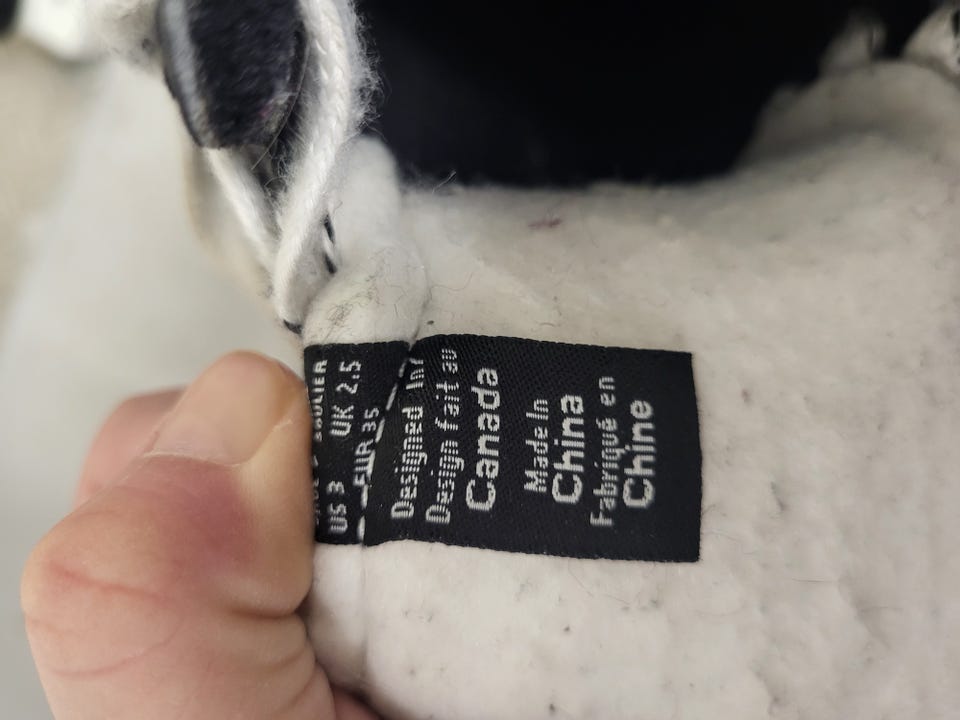 SOULIER
US 3 UK 2.5
EUR 35
Designed In/
Design fait au
Canada
Made In
China
Fabriqué en
Chine